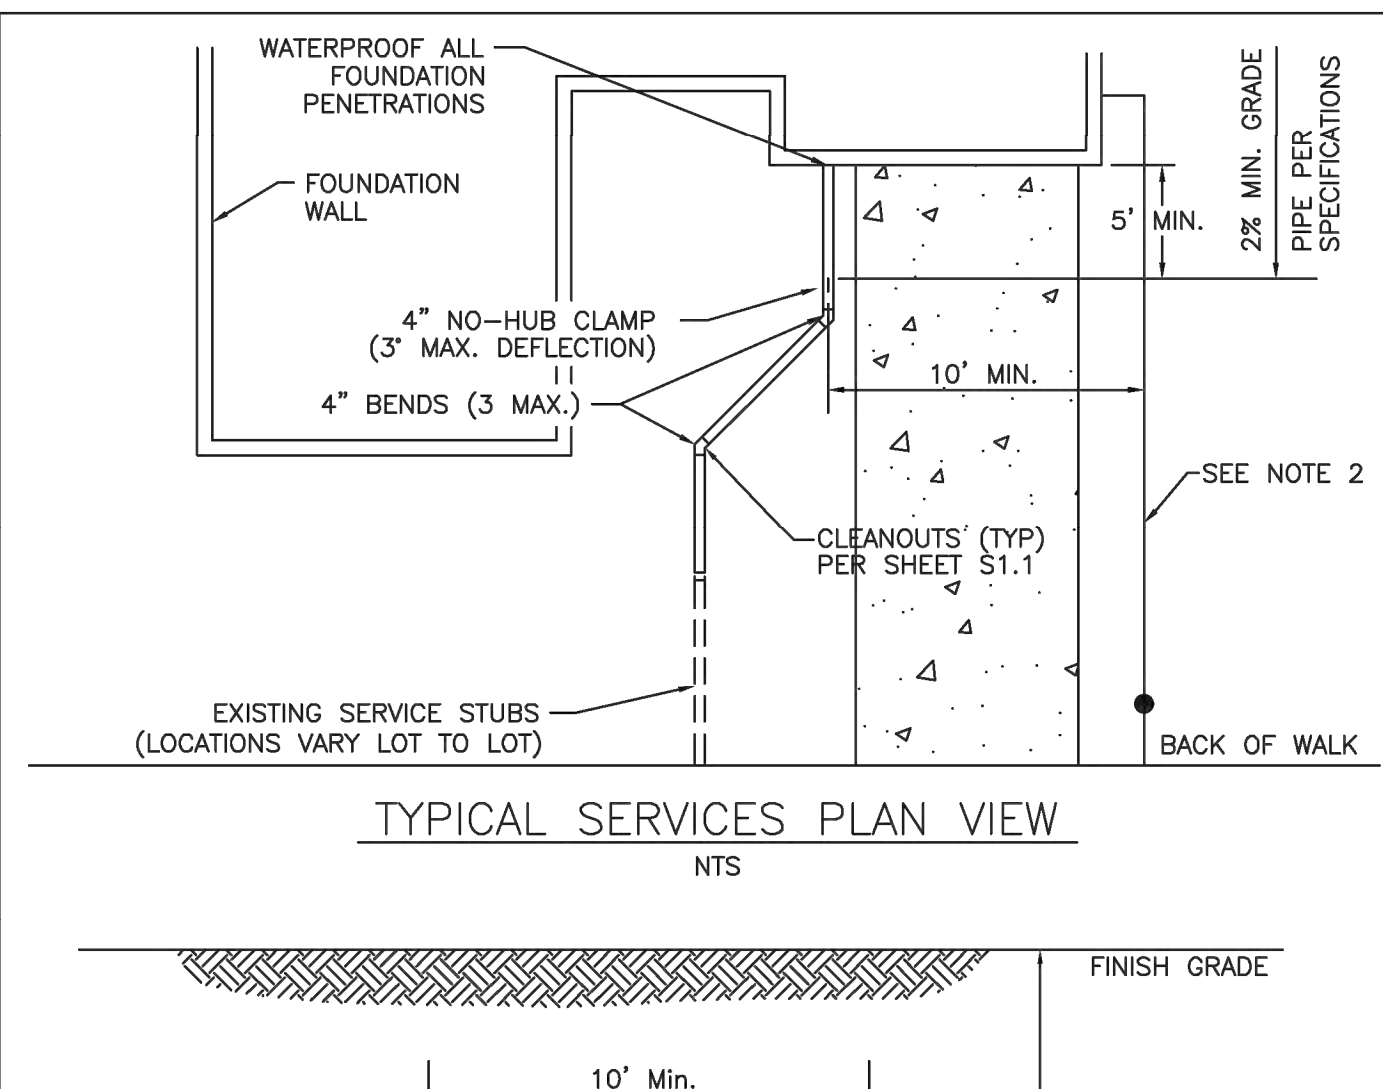 WATERPROOF ALL
FOUNDATION
PENETRATIONS
FOUNDATION
WALL
2% MIN. GRADE
PIPE PER
SPECIFICATIONS
5' MIN.
4" NO-HUB CLAMP
(3° MAX. DEFLECTION)
10' MIN.
4" BENDS (3 MAX.)
SEE NOTE 2
CLEANOUTS (TYP)
PER SHEET S1.1
EXISTING SERVICE STUBS
(LOCATIONS VARY LOT TO LOT)
BACK OF WALK
TYPICAL SERVICES PLAN VIEW
NTS
FINISH GRADE
10' Min.